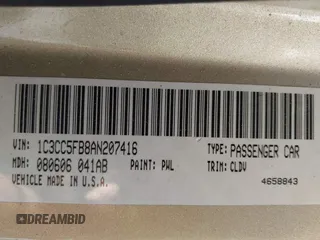 VIN: 1C3CC5FB8AN207416 TYPE: PASSENGER CAR
MDH: 080606 041AB PAINT: PWL TRIM: CLDV
VEHICLE MADE IN U.S.A. 4658843
DREAMBID